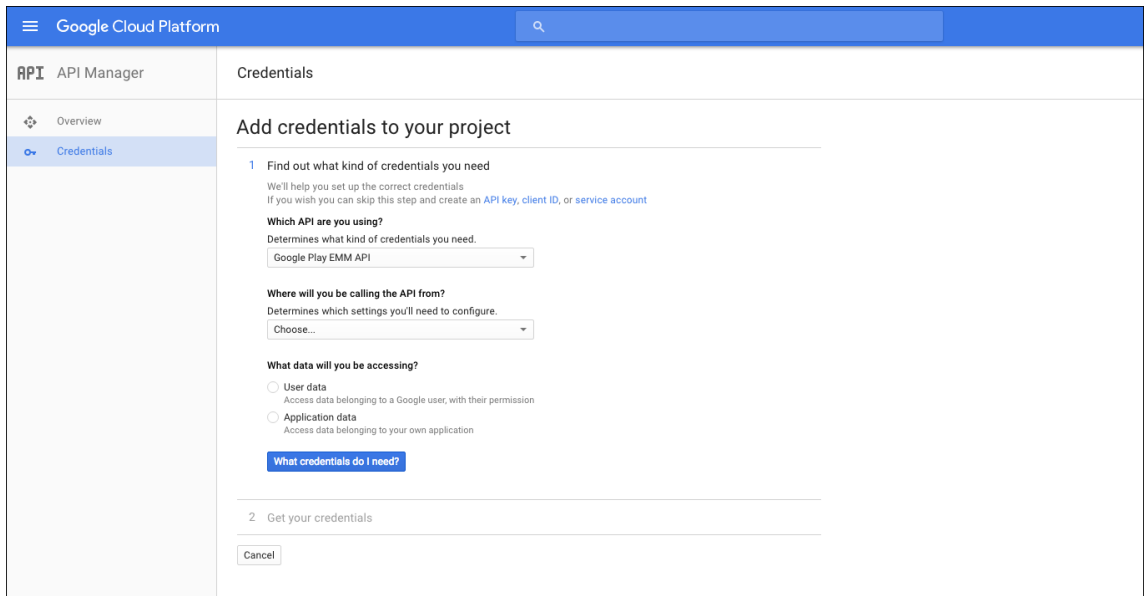 Google Cloud Platform
API API Manager
Credentials
Overview
Credentials
Add credentials to your project
1 Find out what kind of credentials you need
We'll help you set up the correct credentials
If you wish you can skip this step and create an API key, client ID, or service account
Which API are you using?
Determines what kind of credentials you need.
Google Play EMM API
Where will you be calling the API from?
Determines which settings you'll need to configure.
Choose...
What data will you be accessing?
User data
Access data belonging to a Google user, with their permission
Application data
Access data belonging to your own application
What credentials do I need?
2 Get your credentials
Cancel